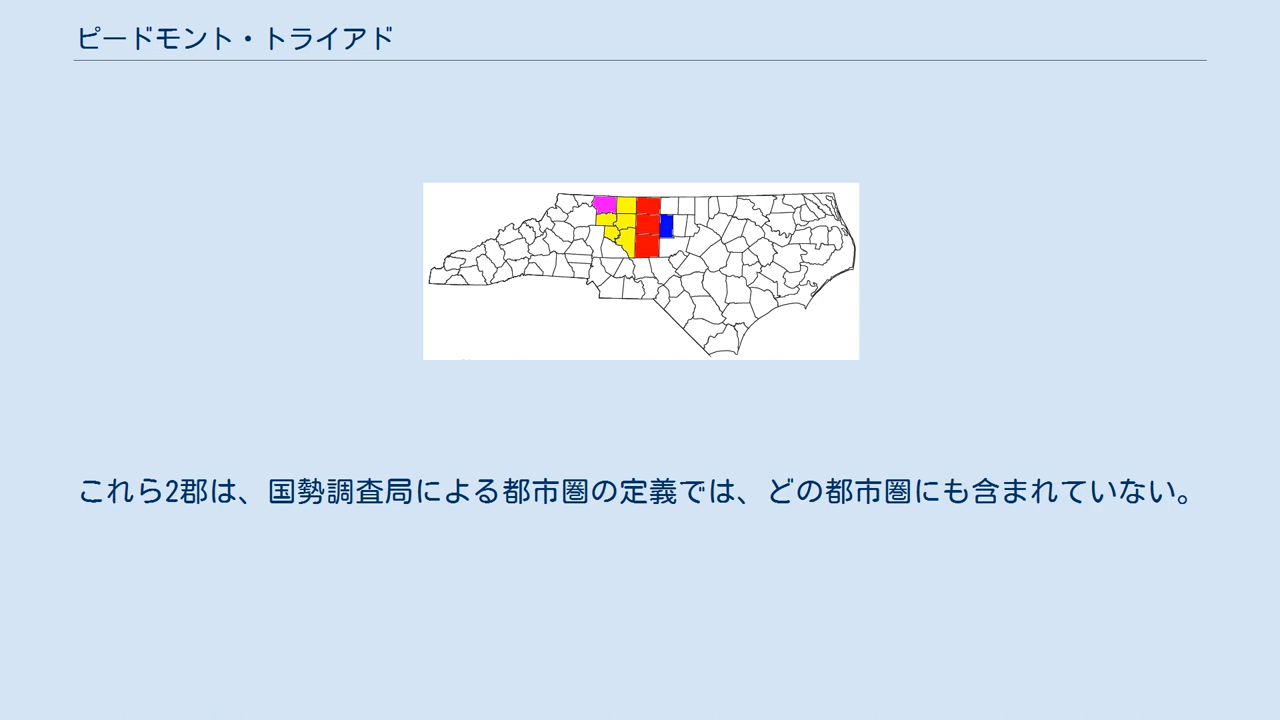 ピードモント・トライアド
これら2郡は、国勢調査局による都市圏の定義では、どの都市圏にも含まれていない。